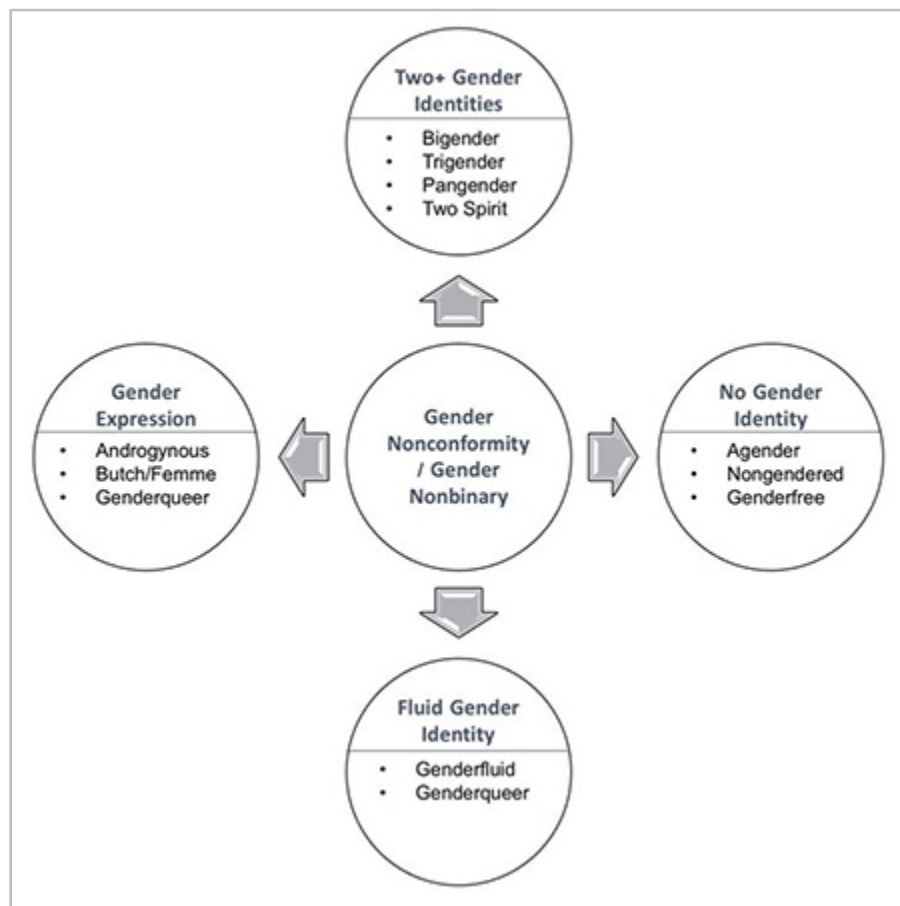 Two+ Gender
Identities
• Bigender
• Trigender
• Pangender
• Two Spirit
Gender
Expression
• Androgynous
• Butch/Femme
• Genderqueer
Gender
Nonconformity
/ Gender
Nonbinary
No Gender
Identity
• Agender
• Nongendered
• Genderfree
Fluid Gender
Identity
• Genderfluid
• Genderqueer